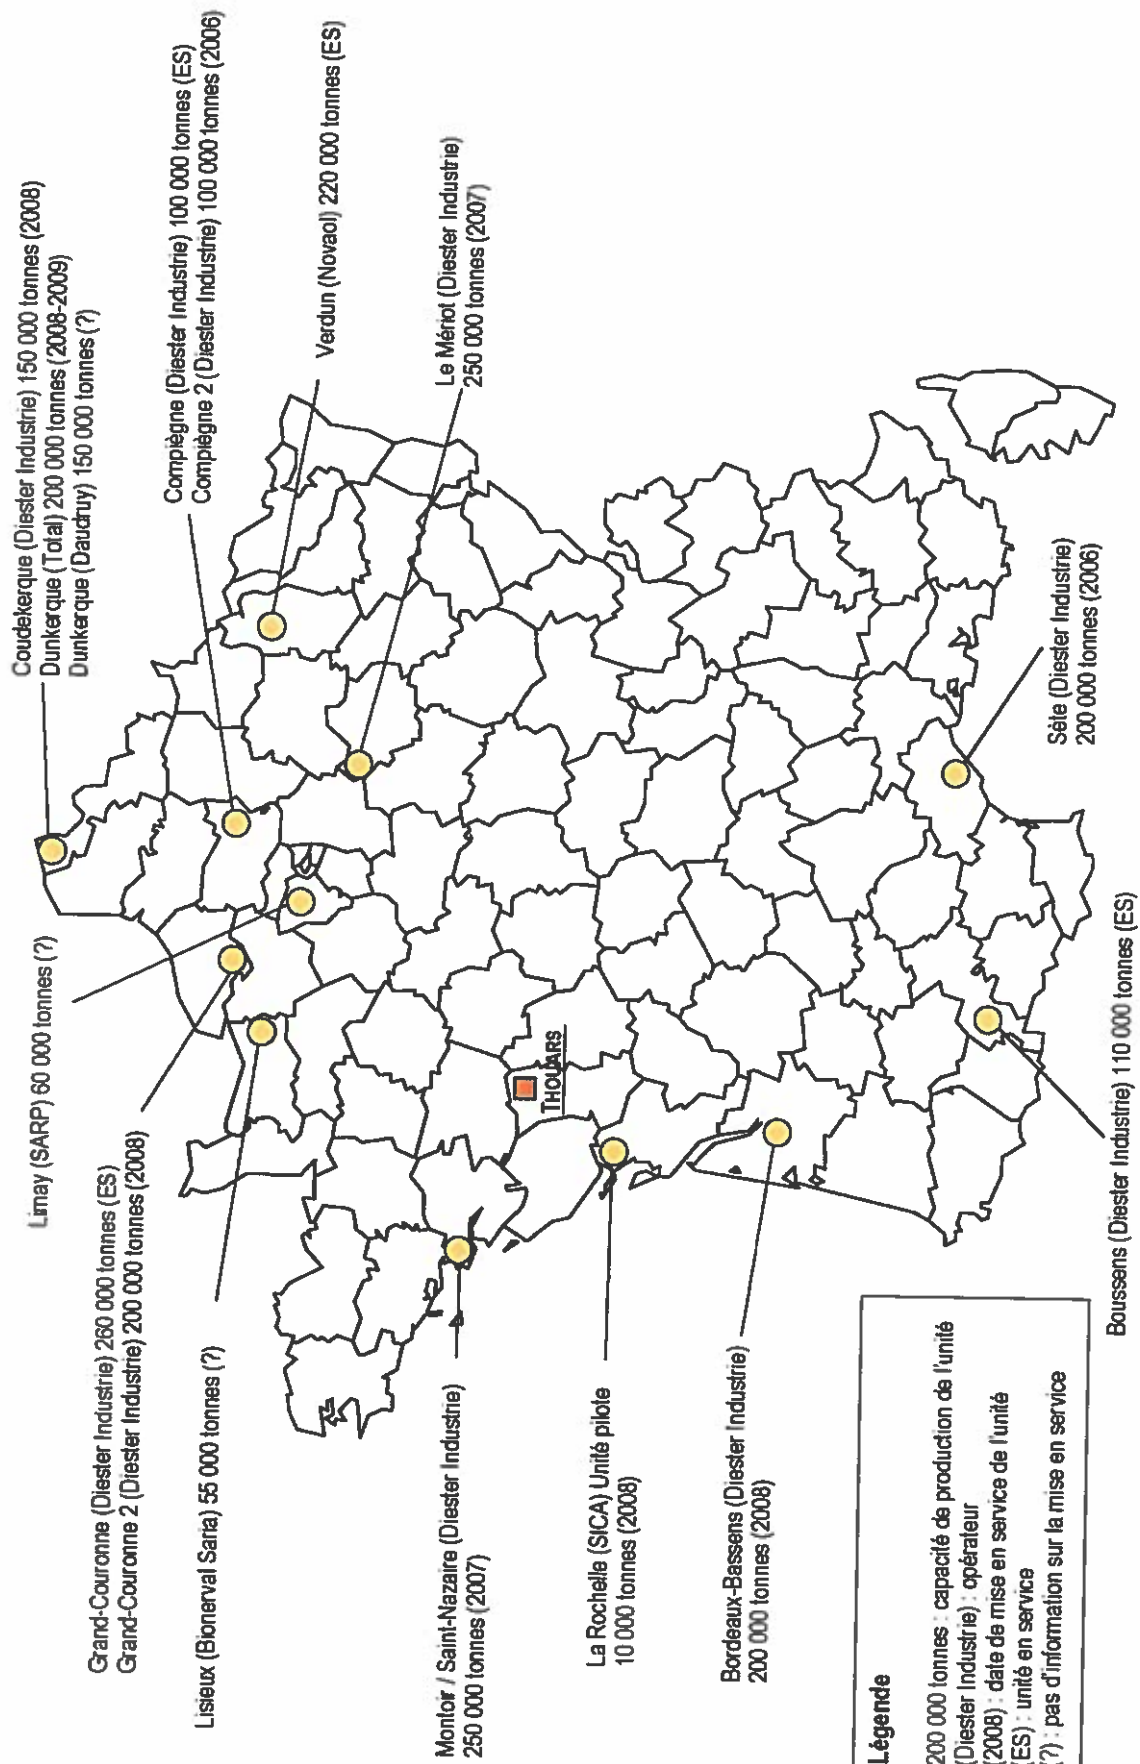 Coudekerque (Diester Industrie) 150 000 tonnes (2008)
Dunkerque (Total) 200 000 tonnes (2008-2009)
Dunkerque (Daudruy) 150 000 tonnes (?)
Compiègne (Diester Industrie) 100 000 tonnes (ES)
Compiègne 2 (Diester Industrie) 100 000 tonnes (2006)
Verdun (Novaol) 220 000 tonnes (ES)
Le Mériot (Diester Industrie)
250 000 tonnes (2007)
Limay (SARP) 60 000 tonnes (?)
Grand-Couronne (Diester Industrie) 260 000 tonnes (ES)
Grand-Couronne 2 (Diester Industrie) 200 000 tonnes (2008)
Lisieux (Bionerval Saria) 55 000 tonnes (?)
Montoir / Saint-Nazaire (Diester Industrie)
250 000 tonnes (2007)
THOUARS
La Rochelle (SICA) Unité pilote
10 000 tonnes (2008)
Bordeaux-Bassens (Diester Industrie)
200 000 tonnes (2008)
Sète (Diester Industrie)
200 000 tonnes (2006)
Boussens (Diester Industrie) 110 000 tonnes (ES)
Légende
200 000 tonnes : capacité de production de l'unité
(Diester Industrie) : opérateur
(2008) : date de mise en service de l'unité
(ES) : unité en service
(?) : pas d'information sur la mise en service